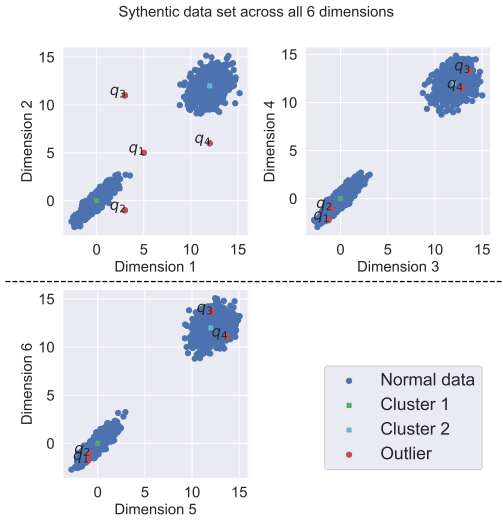 Sythentic data set across all 6 dimensions
15
10
5
0
Dimension 2
q3
q1
q4
q2
0 5 10 15
Dimension 1
15
10
5
0
Dimension 4
q3
q4
q2
q1
0 5 10 15
Dimension 3
15
10
5
0
Dimension 6
q3
q4
q2
q1
0 5 10 15
Dimension 5
Normal data
Cluster 1
Cluster 2
Outlier